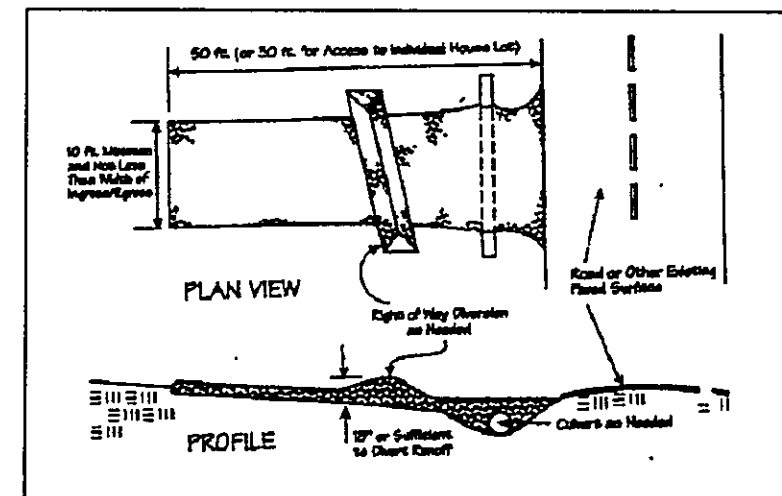 50 ft. (or 30 ft. for Access to Individual House Lot)
10 ft. Minimum
and Not Less
Than Width of
Ingress/Egress
PLAN VIEW
Right of Way Diversion
as Needed
Road or Other Existing
Paved Surface
18" or Sufficient
to Divert Runoff
Culvert as Needed
PROFILE